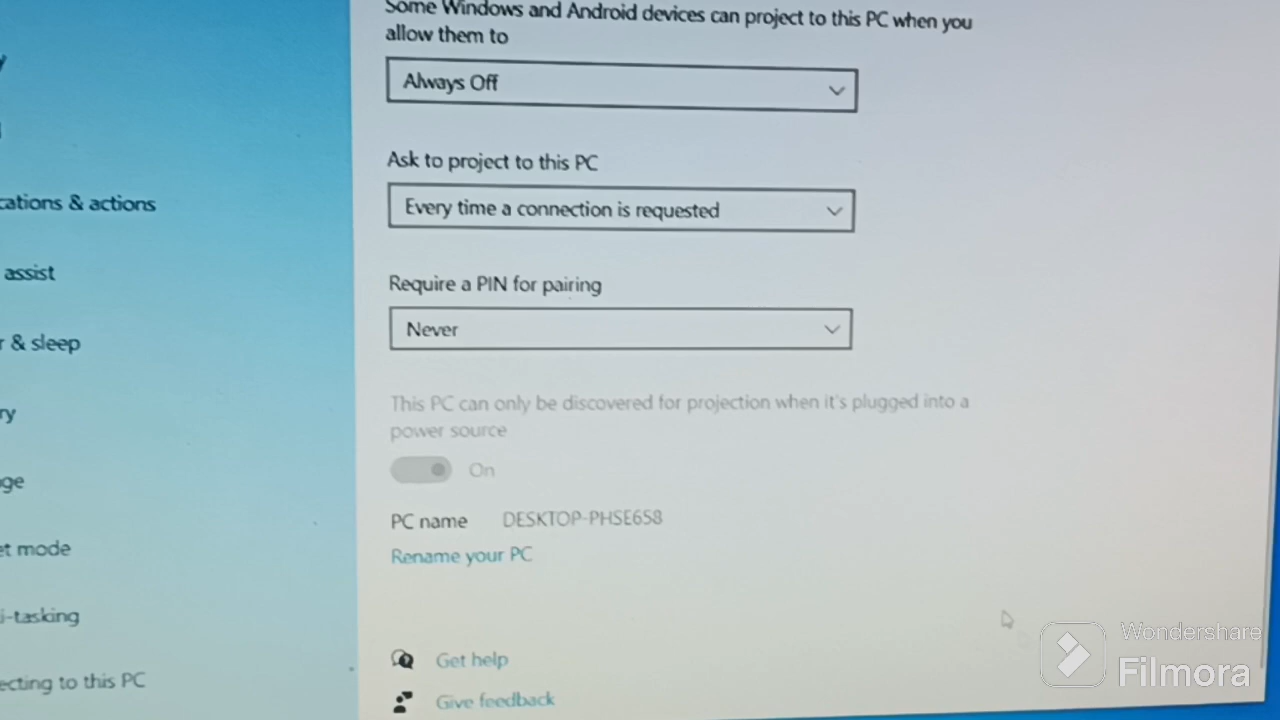 Some Windows and Android devices can project to this PC when you
allow them to
Always Off
Ask to project to this PC
Every time a connection is requested
Require a PIN for pairing
Never
This PC can only be discovered for projection when it's plugged into a
power source
On
PC name DESKTOP-PHSE658
Rename your PC
Get help
Give feedback
cations & actions
assist
r & sleep
ry
age
et mode
i-tasking
ecting to this PC
Wondershare
Filmora